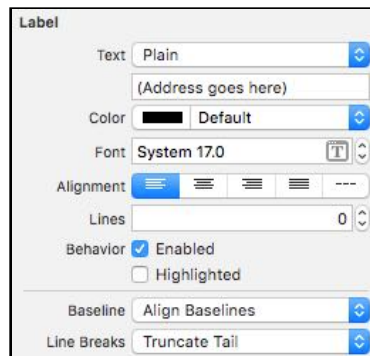 Label
Text Plain
(Address goes here)
Color Default
Font System 17.0 T
Alignment ---
Lines 0
Behavior Enabled
Highlighted
Baseline Align Baselines
Line Breaks Truncate Tail